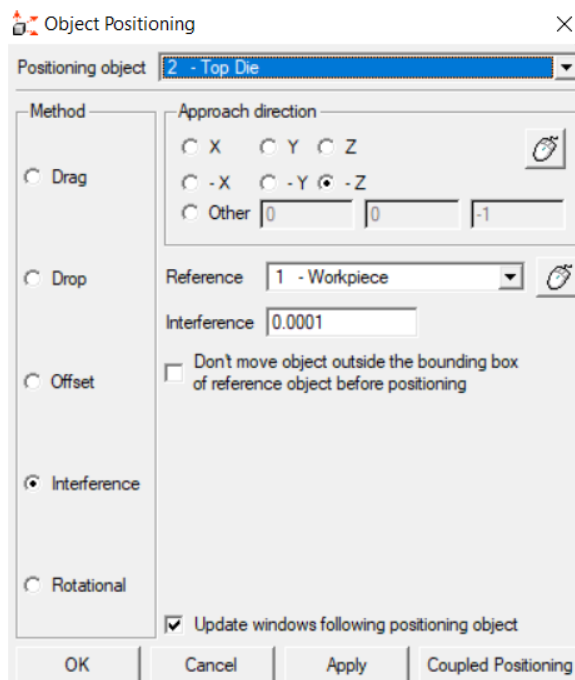 Object Positioning
Positioning object 2 - Top Die
Method
Drag
Drop
Offset
Interference
Rotational
Approach direction
X Y Z
-X -Y -Z
Other 0 0 -1
Reference 1 - Workpiece
Interference 0.0001
Don't move object outside the bounding box
of reference object before positioning
Update windows following positioning object
OK Cancel Apply Coupled Positioning